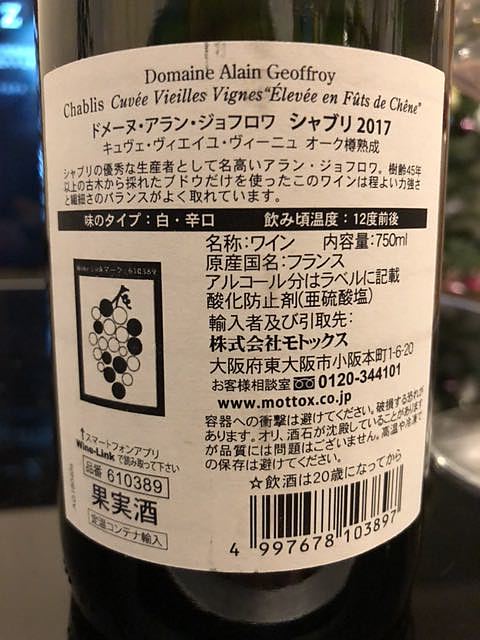 Domaine Alain Geoffroy
Chablis Cuvée Vieilles Vignes "Élevée en Fûts de Chêne"
ドメーヌ・アラン・ジョフロワ シャブリ 2017
キュヴェ・ヴィエイユ・ヴィーニュ オーク樽熟成
シャブリの優秀な生産者として名高いアラン・ジョフロワ。樹齢45年
以上の古木から採れたブドウだけを使ったこのワインは程よい力強さ
と繊細さのバランスがよく取れています。
味のタイプ：白・辛口 飲み頃温度：12度前後
名称：ワイン 内容量：750ml
原産国名：フランス
アルコール分はラベルに記載
酸化防止剤(亜硫酸塩)
輸入者及び引取先：
株式会社モトックス
大阪府東大阪市小阪本町1-6-20
お客様相談室 0120-344101
www.mottox.co.jp
容器への衝撃は避けてください。破損する恐れが
あります。オリ、酒石が沈殿していることがあります
が品質には問題はございません。高温や冷凍で
の保存は避けてください。
☆飲酒は20歳になってから
Wine-Linkマーク：610389
↑スマートフォンアプリ
Wine-Linkで読み取って下さい
品番 610389
果実酒
定温コンテナ輸入
4 997678 103897